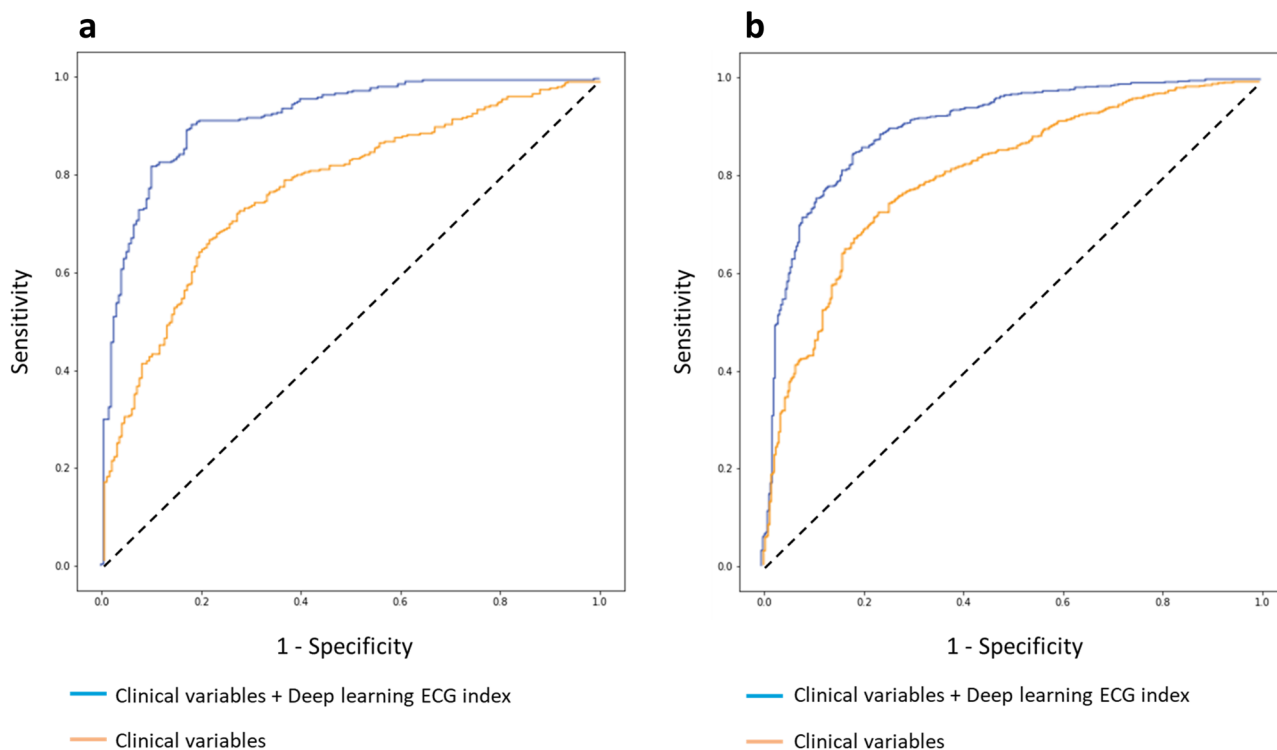 a
1.0
0.8
0.6
0.4
0.2
0.0
Sensitivity
0.0 0.2 0.4 0.6 0.8 1.0
1 - Specificity
Clinical variables + Deep learning ECG index
Clinical variables
b
1.0
0.8
0.6
0.4
0.2
0.0
Sensitivity
0.0 0.2 0.4 0.6 0.8 1.0
1 - Specificity
Clinical variables + Deep learning ECG index
Clinical variables